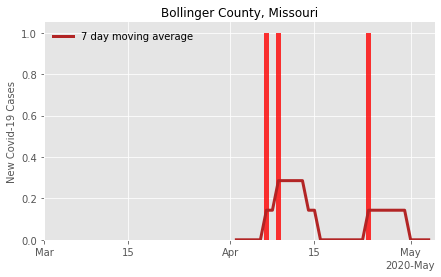 Bollinger County, Missouri
7 day moving average
New Covid-19 Cases
1.0
0.8
0.6
0.4
0.2
0.0
Mar 15 Apr 15 May
2020-May